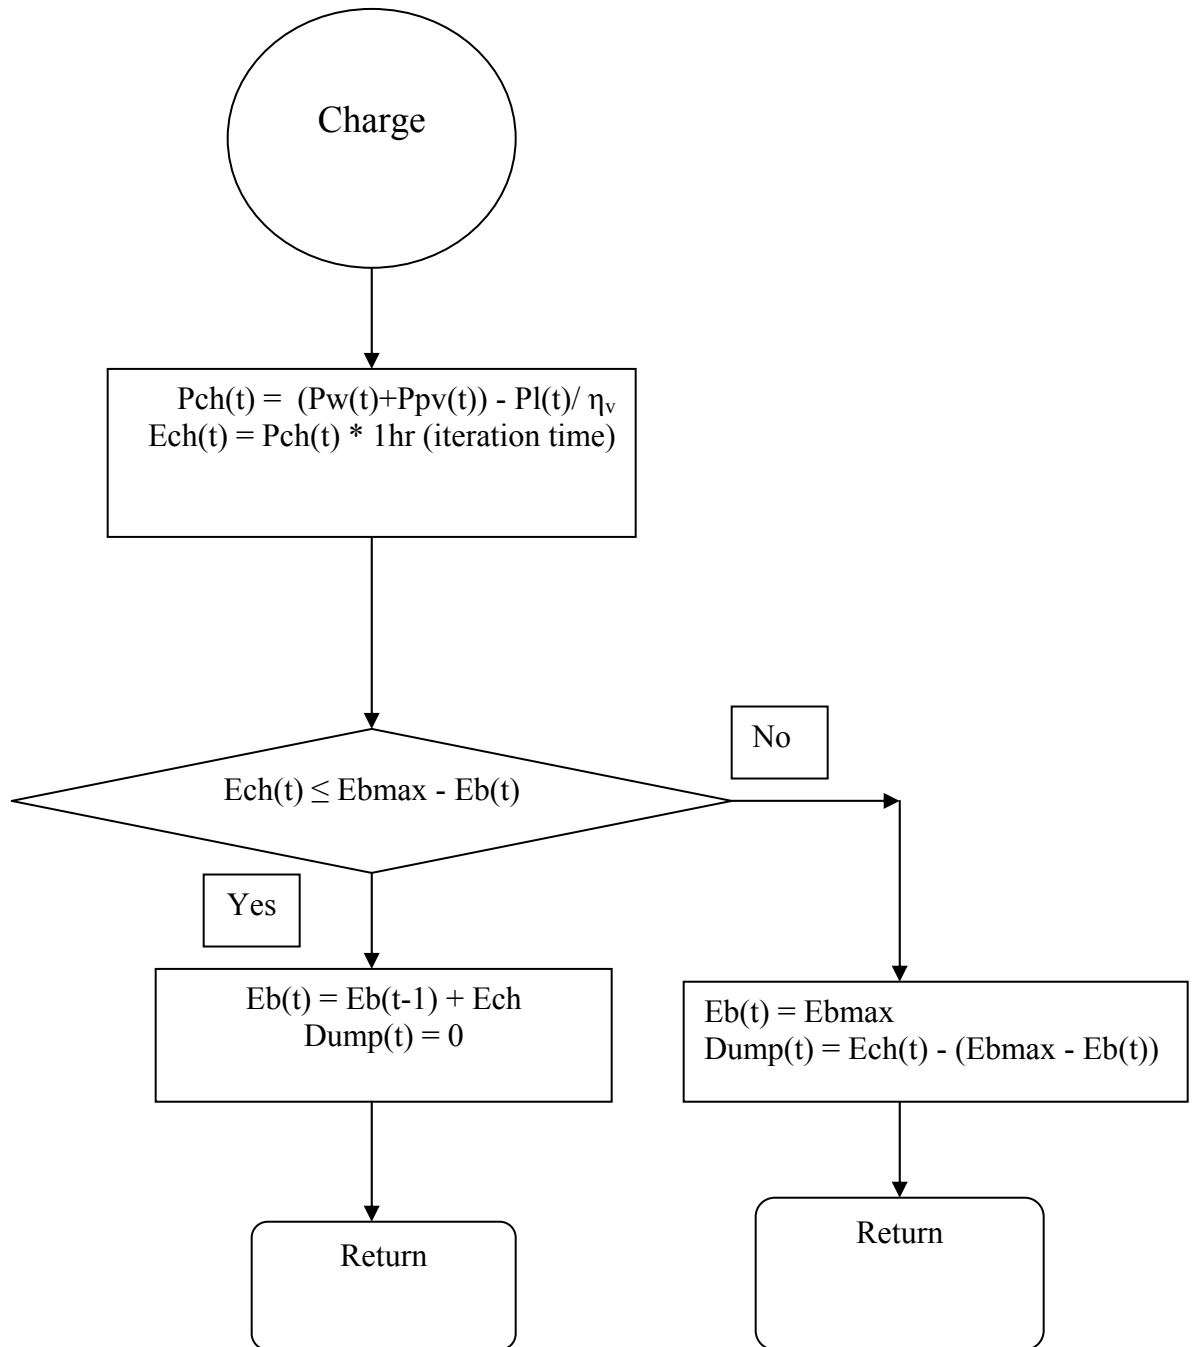 Charge
Pch(t) = (Pw(t)+Ppv(t)) - Pl(t)/ ηv
Ech(t) = Pch(t) * 1hr (iteration time)
No
Ech(t) ≤ Ebmax - Eb(t)
Yes
Eb(t) = Eb(t-1) + Ech
Dump(t) = 0
Eb(t) = Ebmax
Dump(t) = Ech(t) - (Ebmax - Eb(t))
Return
Return